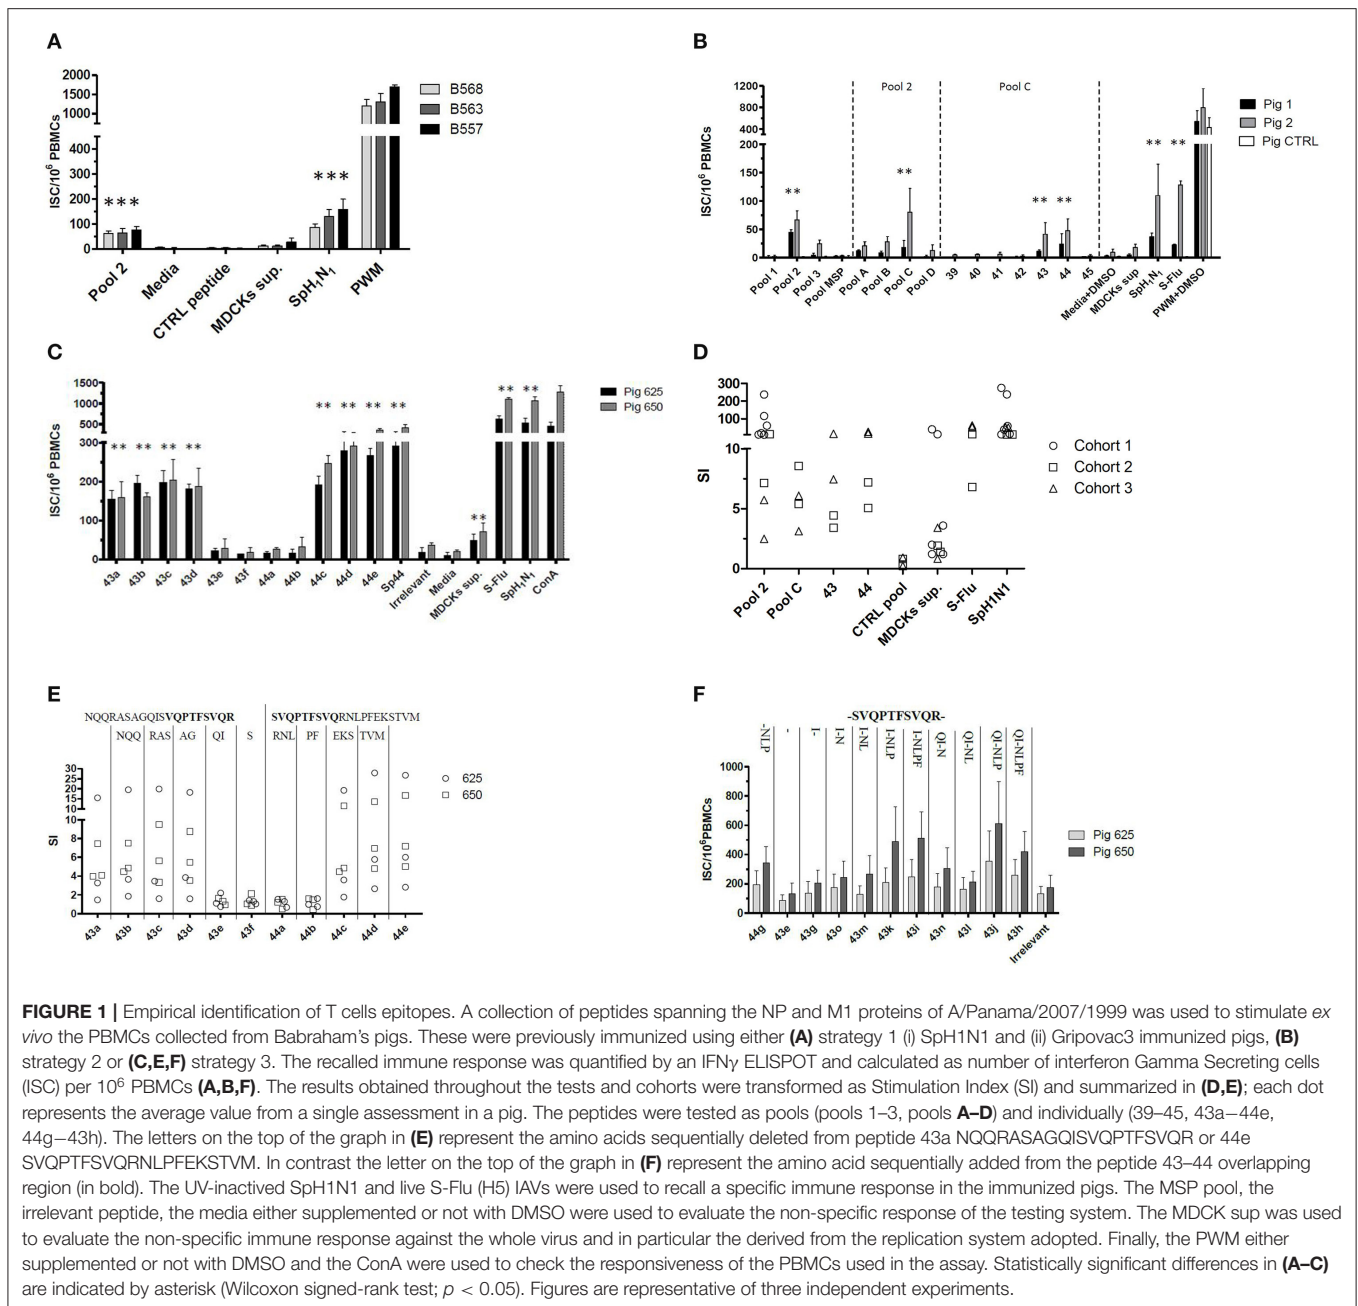 A
2000
1500
1000
400
300
200
100
0
ISC/10⁶ PBMCs
***
***
B568
B563
B557
Pool 2
Media
CTRL peptide
MDCKs sup.
SpH₁N₁
PWM
B
1200
800
400
200
150
100
50
0
ISC/10⁶ PBMCs
Pool 2
Pool C
**
**
**
**
**
**
Pig 1
Pig 2
Pig CTRL
Pool 1
Pool 2
Pool 3
Pool MSP
Pool A
Pool B
Pool C
Pool D
39
40
41
42
43
44
45
Media+DMSO
MDCKs sup
SpH₁N₁
S-Flu
PWM+DMSO
C
1500
1000
500
300
200
100
0
ISC/10⁶ PBMCs
** ** ** ** ** ** ** ** ** ** **
Pig 625
Pig 650
43a
43b
43c
43d
43e
43f
44a
44b
44c
44d
44e
Sp44
Irrelevant
Media
MDCKs sup.
S-Flu
SpH₁N₁
ConA
D
300
200
100
10
5
0
SI
Cohort 1
Cohort 2
Cohort 3
Pool 2
Pool C
43
44
CTRL pool
MDCKs sup.
S-Flu
SpH1N1
E
NQQRASAGQISVQPTFSVQR SVQPTFSVQRNLPFEKSTVM
NQQ RAS AG QI S RNL PF EKS TVM
30
25
20
15
10
10
8
6
4
2
0
SI
625
650
43a
43b
43c
43d
43e
43f
44a
44b
44c
44d
44e
F
-SVQPTFSVQR-
-NLP
-
-I
I-N
I-NL
I-NLP
I-NLPF
QI-N
QI-NL
QI-NLP
QI-NLPF
1000
800
600
400
200
0
ISC/10⁶PBMCs
Pig 625
Pig 650
44g
43e
43g
43o
43m
43k
43i
43n
43l
43j
43h
Irrelevant
FIGURE 1 | Empirical identification of T cells epitopes. A collection of peptides spanning the NP and M1 proteins of A/Panama/2007/1999 was used to stimulate ex
vivo the PBMCs collected from Babraham's pigs. These were previously immunized using either (A) strategy 1 (i) SpH1N1 and (ii) Gripovac3 immunized pigs, (B)
strategy 2 or (C,E,F) strategy 3. The recalled immune response was quantified by an IFNγ ELISPOT and calculated as number of interferon Gamma Secreting cells
(ISC) per 10⁶ PBMCs (A,B,F). The results obtained throughout the tests and cohorts were transformed as Stimulation Index (SI) and summarized in (D,E); each dot
represents the average value from a single assessment in a pig. The peptides were tested as pools (pools 1–3, pools A–D) and individually (39–45, 43a–44e,
44g–43h). The letters on the top of the graph in (E) represent the amino acids sequentially deleted from peptide 43a NQQRASAGQISVQPTFSVQR or 44e
SVQPTFSVQRNLPFEKSTVM. In contrast the letter on the top of the graph in (F) represent the amino acid sequentially added from the peptide 43–44 overlapping
region (in bold). The UV-inactived SpH1N1 and live S-Flu (H5) IAVs were used to recall a specific immune response in the immunized pigs. The MSP pool, the
irrelevant peptide, the media either supplemented or not with DMSO were used to evaluate the non-specific response of the testing system. The MDCK sup was used
to evaluate the non-specific immune response against the whole virus and in particular the derived from the replication system adopted. Finally, the PWM either
supplemented or not with DMSO and the ConA were used to check the responsiveness of the PBMCs used in the assay. Statistically significant differences in (A–C)
are indicated by asterisk (Wilcoxon signed-rank test; p < 0.05). Figures are representative of three independent experiments.